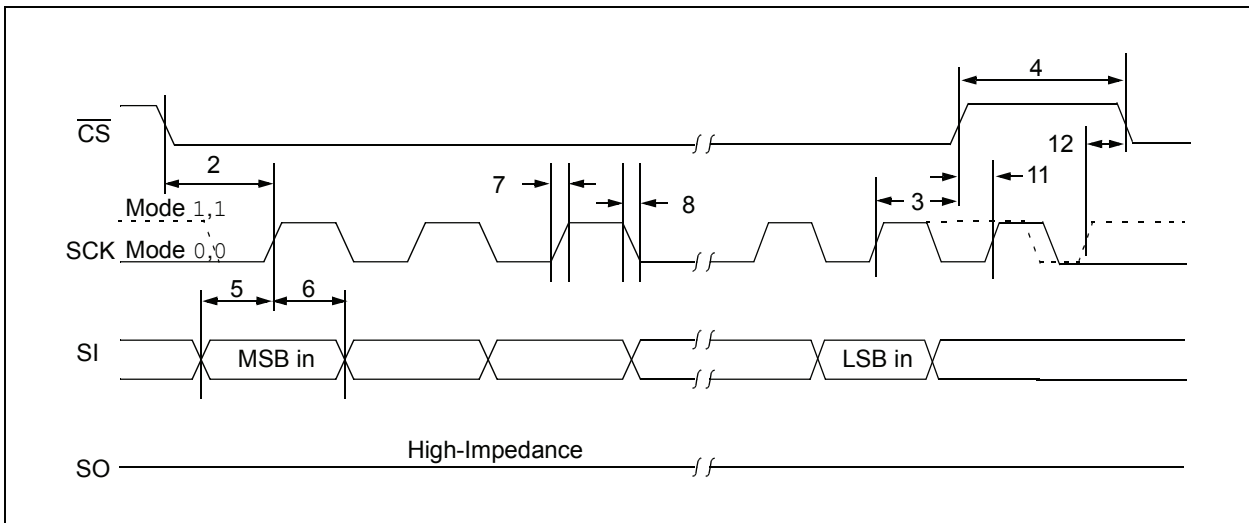 4
CS
12
2
7
8
3
11
Mode 1,1
SCK Mode 0,0
5
6
SI
MSB in
LSB in
High-Impedance
SO